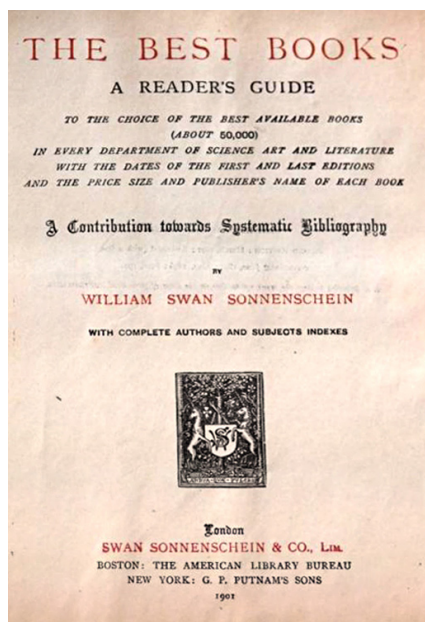 THE BEST BOOKS
A READER'S GUIDE
TO THE CHOICE OF THE BEST AVAILABLE BOOKS
(ABOUT 50,000)
IN EVERY DEPARTMENT OF SCIENCE ART AND LITERATURE
WITH THE DATES OF THE FIRST AND LAST EDITIONS
AND THE PRICE SIZE AND PUBLISHER'S NAME OF EACH BOOK
A Contribution towards Systematic Bibliography
BY
WILLIAM SWAN SONNENSCHEIN
WITH COMPLETE AUTHORS AND SUBJECTS INDEXES
London
SWAN SONNENSCHEIN & CO., LIM.
BOSTON: THE AMERICAN LIBRARY BUREAU
NEW YORK: G. P. PUTNAM'S SONS
1901